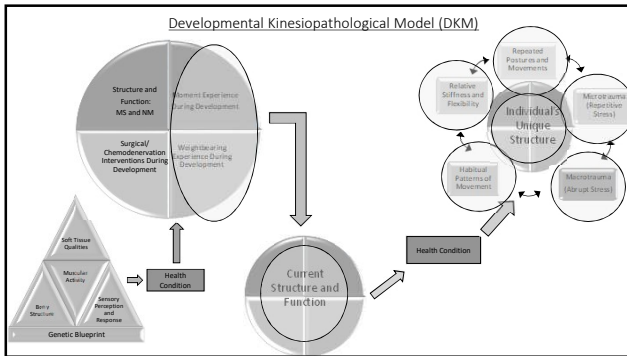 Developmental Kinesiopathological Model (DKM)
Structure and
Function:
MS and NM
Moment Experience
During Development
Surgical/
Chemodenervation
Interventions During
Development
Weightbearing
Experience During
Development
Soft Tissue
Qualities
Muscular
Activity
Bony
Structure
Sensory
Perception
and
Response
Genetic Blueprint
Health
Condition
Current
Structure and
Function
Health Condition
Repeated
Postures and
Movements
Relative
Stiffness and
Flexibility
Individual's
Unique
Structure
Microtrauma
(Repetitive
Stress)
Habitual
Patterns of
Movement
Macrotrauma
(Abrupt Stress)